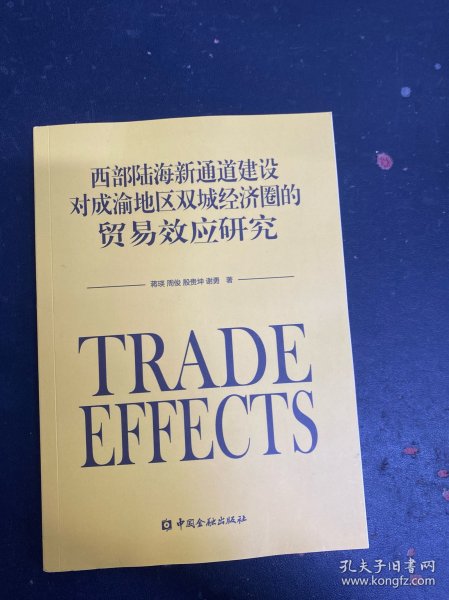 西部陆海新通道建设
对成渝地区双城经济圈的
贸易效应研究
蒋瑛 周俊 殷贵坤 谢勇 著
TRADE
EFFECTS
中国金融出版社
孔夫子旧书网
www.kongfz.com